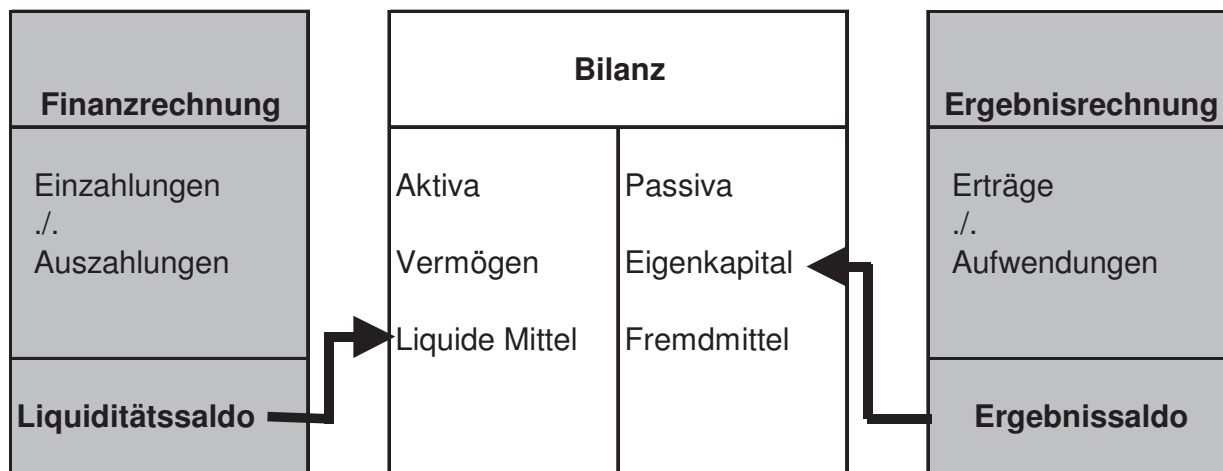 Finanzrechnung
Einzahlungen
./.
Auszahlungen
Liquiditätssaldo
Bilanz
Aktiva
Vermögen
Liquide Mittel
Passiva
Eigenkapital
Fremdmittel
Ergebnisrechnung
Erträge
./.
Aufwendungen
Ergebnissaldo